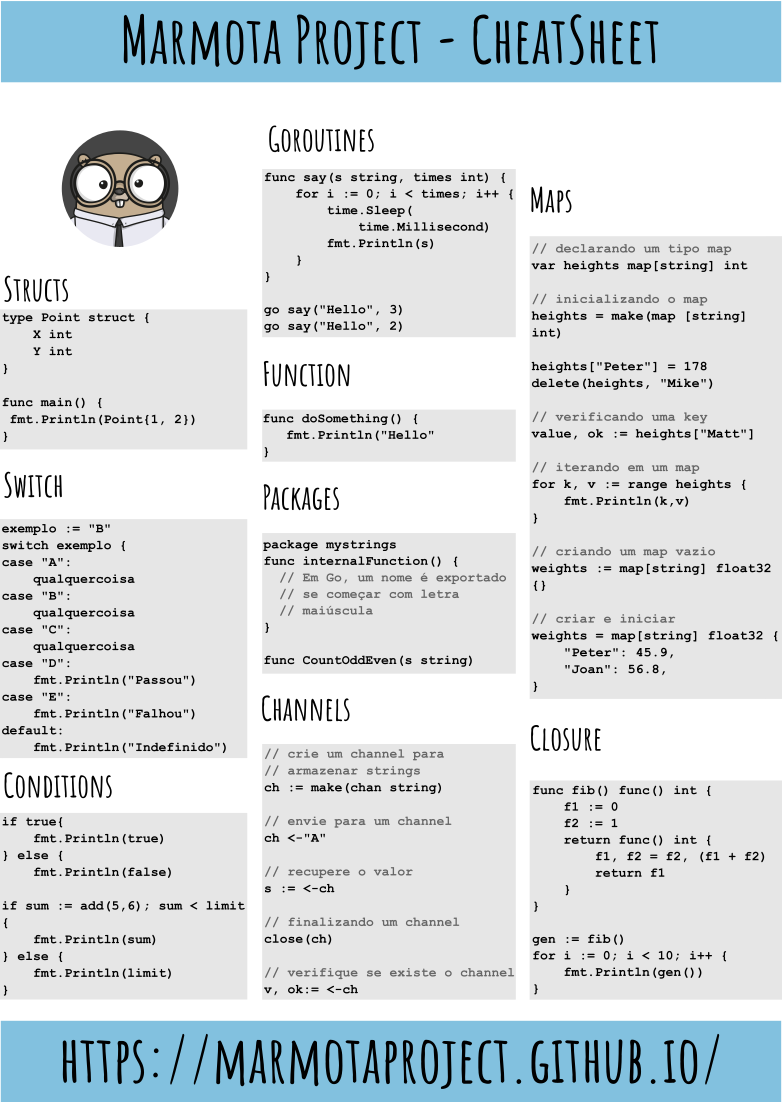 Marmota Project - CheatSheet
Structs
type Point struct {
    X int
    Y int
}

func main() {
 fmt.Println(Point{1, 2})
}
Switch
exemplo := "B"
switch exemplo {
case "A":
    qualquercoisa
case "B":
    qualquercoisa
case "C":
    qualquercoisa
case "D":
    fmt.Println("Passou")
case "E":
    fmt.Println("Falhou")
default:
    fmt.Println("Indefinido")
Conditions
if true{
    fmt.Println(true)
} else {
    fmt.Println(false)

if sum := add(5,6); sum < limit
{
    fmt.Println(sum)
} else {
    fmt.Println(limit)
}
Goroutines
func say(s string, times int) {
    for i := 0; i < times; i++ {
        time.Sleep(
            time.Millisecond)
        fmt.Println(s)
    }
}

go say("Hello", 3)
go say("Hello", 2)
Function
func doSomething() {
   fmt.Println("Hello"
}
Packages
package mystrings
func internalFunction() {
  // Em Go, um nome é exportado
  // se começar com letra
  // maiúscula
}

func CountOddEven(s string)
Channels
// crie um channel para
// armazenar strings
ch := make(chan string)

// envie para um channel
ch <-"A"

// recupere o valor
s := <-ch

// finalizando um channel
close(ch)

// verifique se existe o channel
v, ok:= <-ch
Maps
// declarando um tipo map
var heights map[string] int

// inicializando o map
heights = make(map [string]
int)

heights["Peter"] = 178
delete(heights, "Mike")

// verificando uma key
value, ok := heights["Matt"]

// iterando em um map
for k, v := range heights {
    fmt.Println(k,v)
}

// criando um map vazio
weights := map[string] float32
{}

// criar e iniciar
weights = map[string] float32 {
    "Peter": 45.9,
    "Joan": 56.8,
}
Closure
func fib() func() int {
    f1 := 0
    f2 := 1
    return func() int {
        f1, f2 = f2, (f1 + f2)
        return f1
    }
}

gen := fib()
for i := 0; i < 10; i++ {
    fmt.Println(gen())
}
https://marmotaproject.github.io/